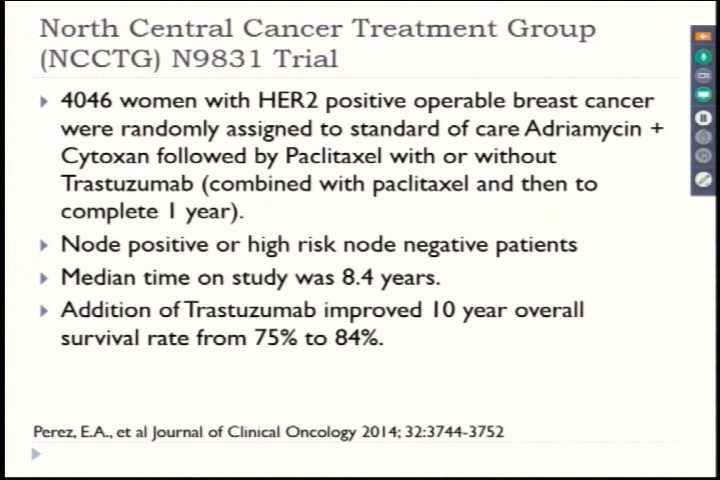 North Central Cancer Treatment Group
(NCCTG) N9831 Trial
4046 women with HER2 positive operable breast cancer
were randomly assigned to standard of care Adriamycin +
Cytoxan followed by Paclitaxel with or without
Trastuzumab (combined with paclitaxel and then to
complete 1 year).
Node positive or high risk node negative patients
Median time on study was 8.4 years.
Addition of Trastuzumab improved 10 year overall
survival rate from 75% to 84%.
Perez, E.A., et al Journal of Clinical Oncology 2014; 32:3744-3752